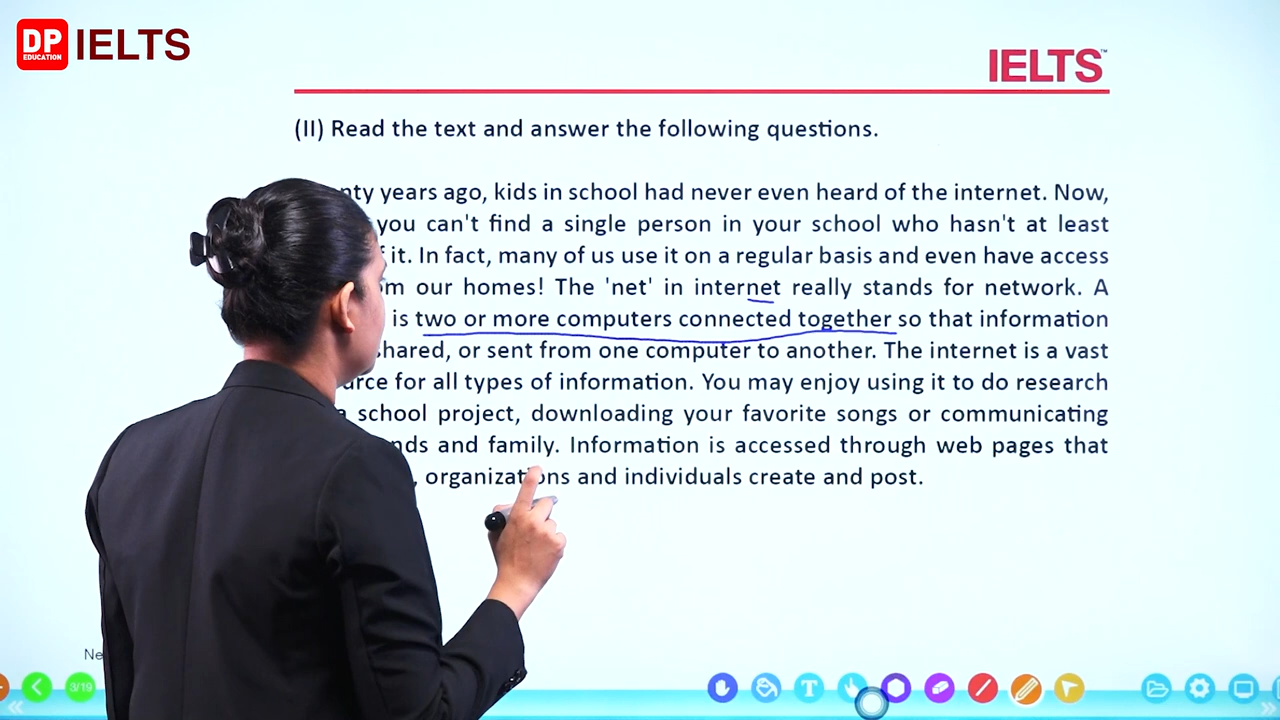 DP
EDUCATION
IELTS
IELTS™
(II) Read the text and answer the following questions.
years ago, kids in school had never even heard of the internet. Now,
you can't find a single person in your school who hasn't at least
it. In fact, many of us use it on a regular basis and even have access
our homes! The 'net' in internet really stands for network. A
is two or more computers connected together so that information
shared, or sent from one computer to another. The internet is a vast
for all types of information. You may enjoy using it to do research
school project, downloading your favorite songs or communicating
and family. Information is accessed through web pages that
organizations and individuals create and post.
3/19
T